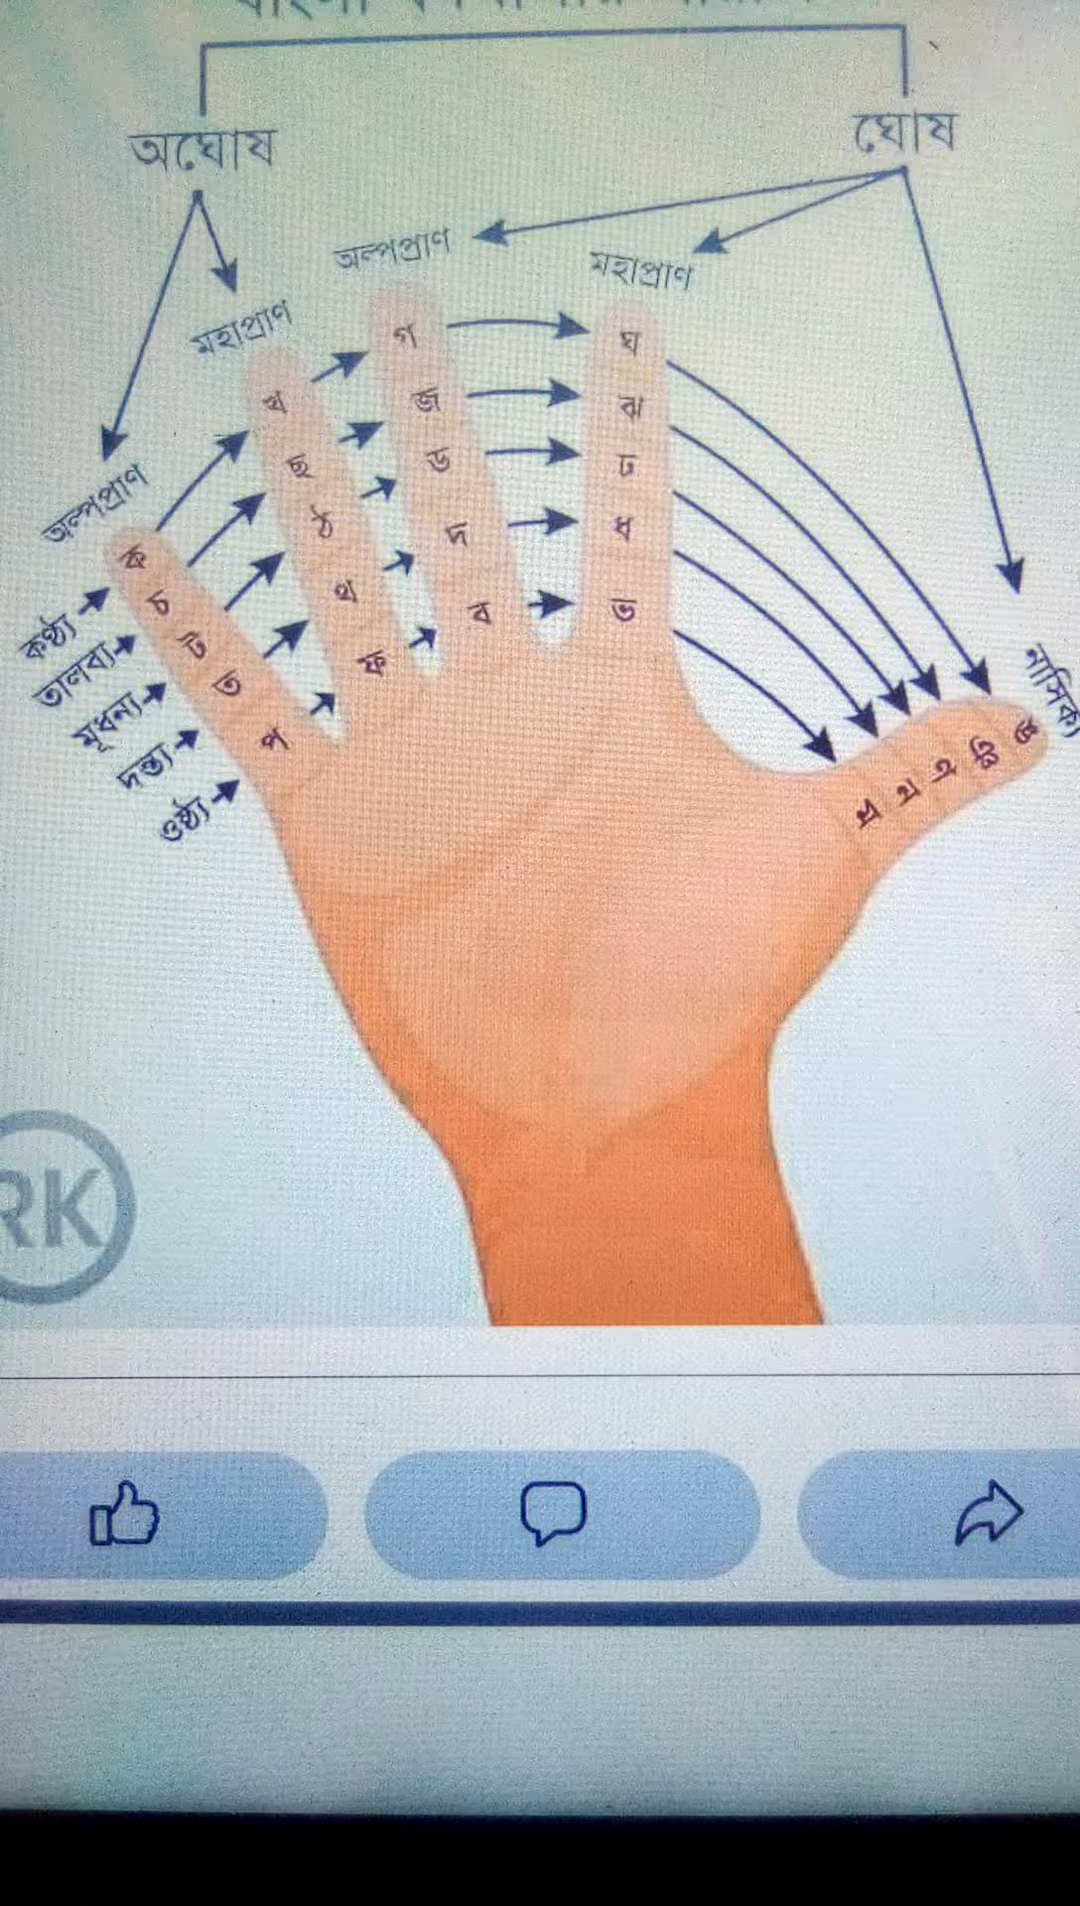 অঘোষ
ঘোষ
অল্পপ্রাণ
মহাপ্রাণ
মহাপ্রাণ
অল্পপ্রাণ
নাসিক্য
কণ্ঠ্য
তালব্য
মূর্ধন্য
দন্ত্য
ওষ্ঠ্য
ক খ গ ঘ ঙ
চ ছ জ ঝ ঞ
ট ঠ ড ঢ ণ
ত থ দ ধ ন
প ফ ব ভ ম
RK